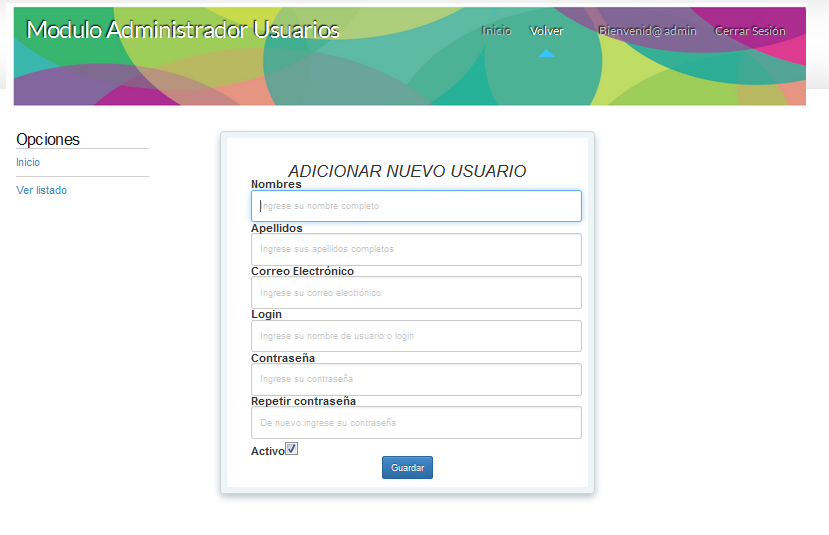 Modulo Administrador Usuarios
Inicio Volver Bienvenid@admin Cerrar Sesión
Opciones
Inicio
Ver listado
ADICIONAR NUEVO USUARIO
Nombres
Ingrese su nombre completo
Apellidos
Ingrese sus apellidos completos
Correo Electrónico
Ingrese su correo electrónico
Login
Ingrese su nombre de usuario o login
Contraseña
Ingrese su contraseña
Repetir contraseña
De nuevo ingrese su contraseña
Activo
Guardar